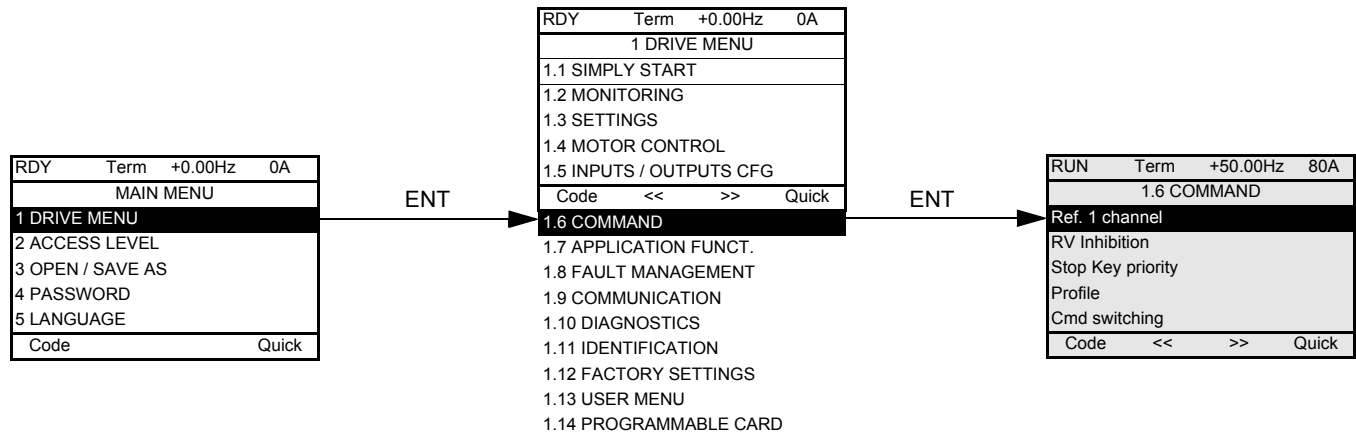 RDY Term +0.00Hz 0A
MAIN MENU
1 DRIVE MENU
2 ACCESS LEVEL
3 OPEN / SAVE AS
4 PASSWORD
5 LANGUAGE
Code Quick
ENT
RDY Term +0.00Hz 0A
1 DRIVE MENU
1.1 SIMPLY START
1.2 MONITORING
1.3 SETTINGS
1.4 MOTOR CONTROL
1.5 INPUTS / OUTPUTS CFG
Code << >> Quick
1.6 COMMAND
1.7 APPLICATION FUNCT.
1.8 FAULT MANAGEMENT
1.9 COMMUNICATION
1.10 DIAGNOSTICS
1.11 IDENTIFICATION
1.12 FACTORY SETTINGS
1.13 USER MENU
1.14 PROGRAMMABLE CARD
ENT
RUN Term +50.00Hz 80A
1.6 COMMAND
Ref. 1 channel
RV Inhibition
Stop Key priority
Profile
Cmd switching
Code << >> Quick